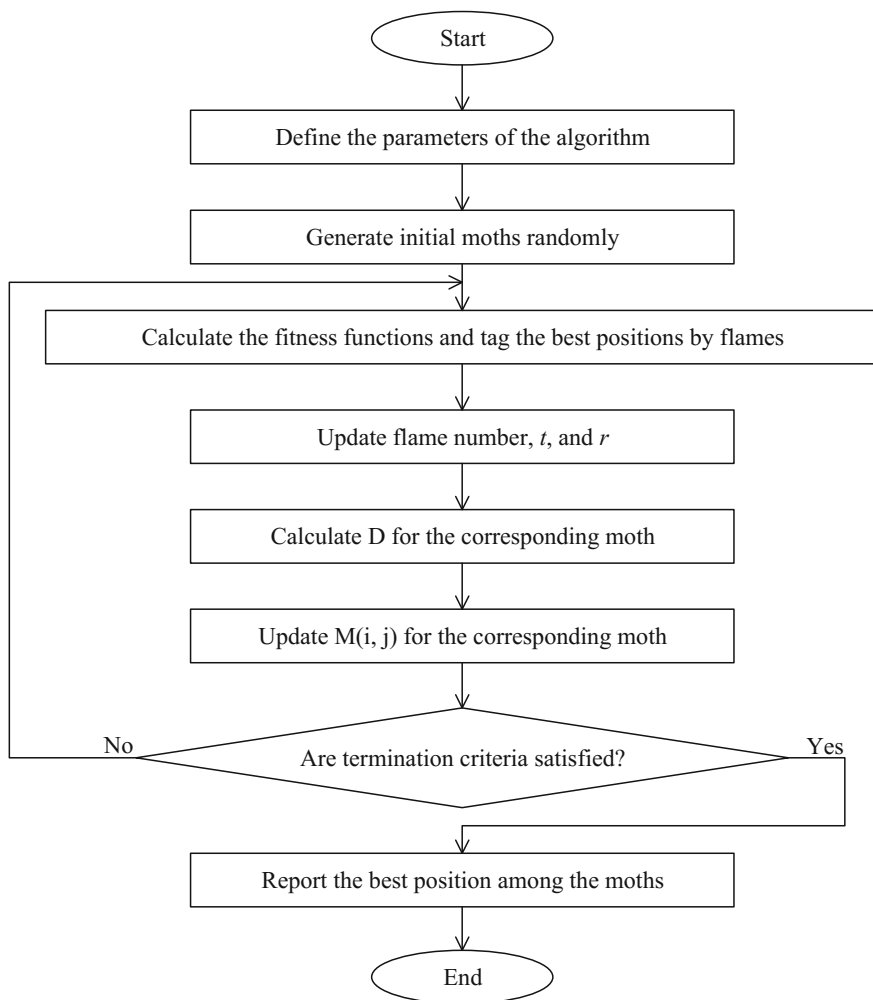 Start
Define the parameters of the algorithm
Generate initial moths randomly
Calculate the fitness functions and tag the best positions by flames
Update flame number, t, and r
Calculate D for the corresponding moth
Update M(i, j) for the corresponding moth
No
Are termination criteria satisfied?
Yes
Report the best position among the moths
End